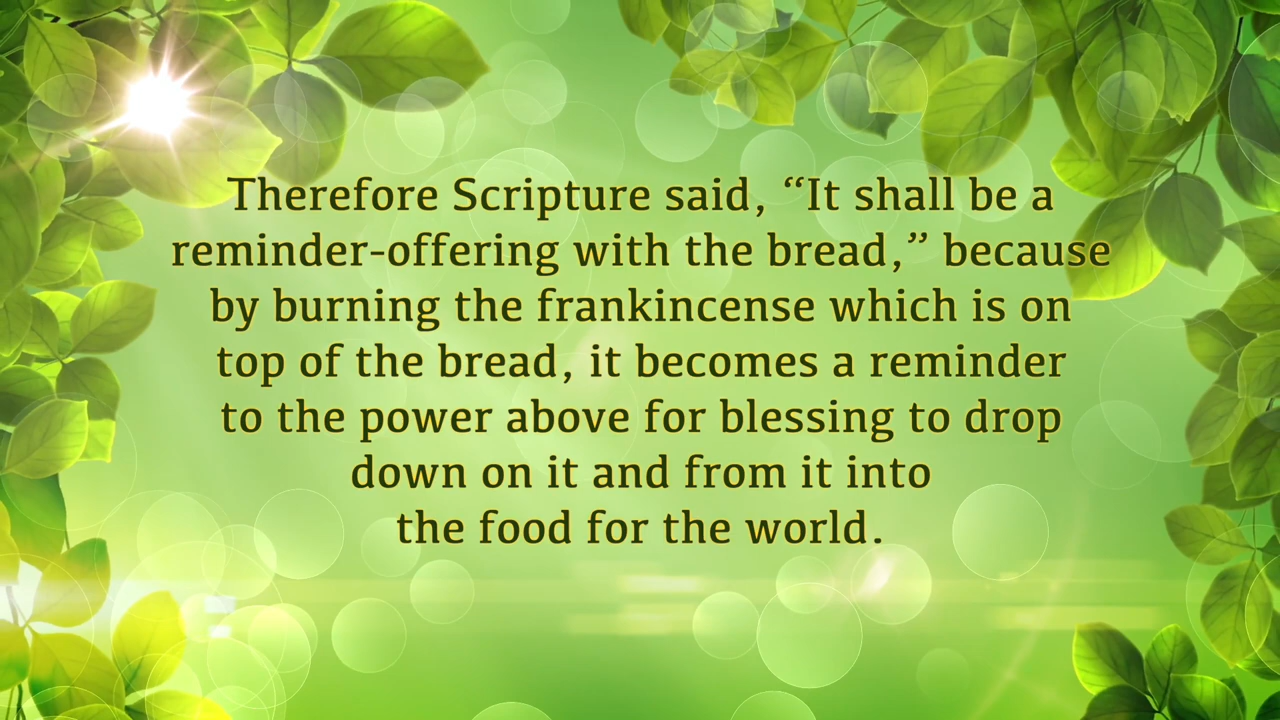 Therefore Scripture said, “It shall be a
reminder-offering with the bread,” because
by burning the frankincense which is on
top of the bread, it becomes a reminder
to the power above for blessing to drop
down on it and from it into
the food for the world.